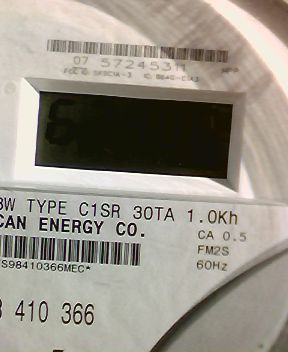 07 57245311
3W TYPE C1SR 30TA 1.0Kh
CAN ENERGY CO.
CA 0.5
FM2S
S98410366MEC*
60Hz
410 366